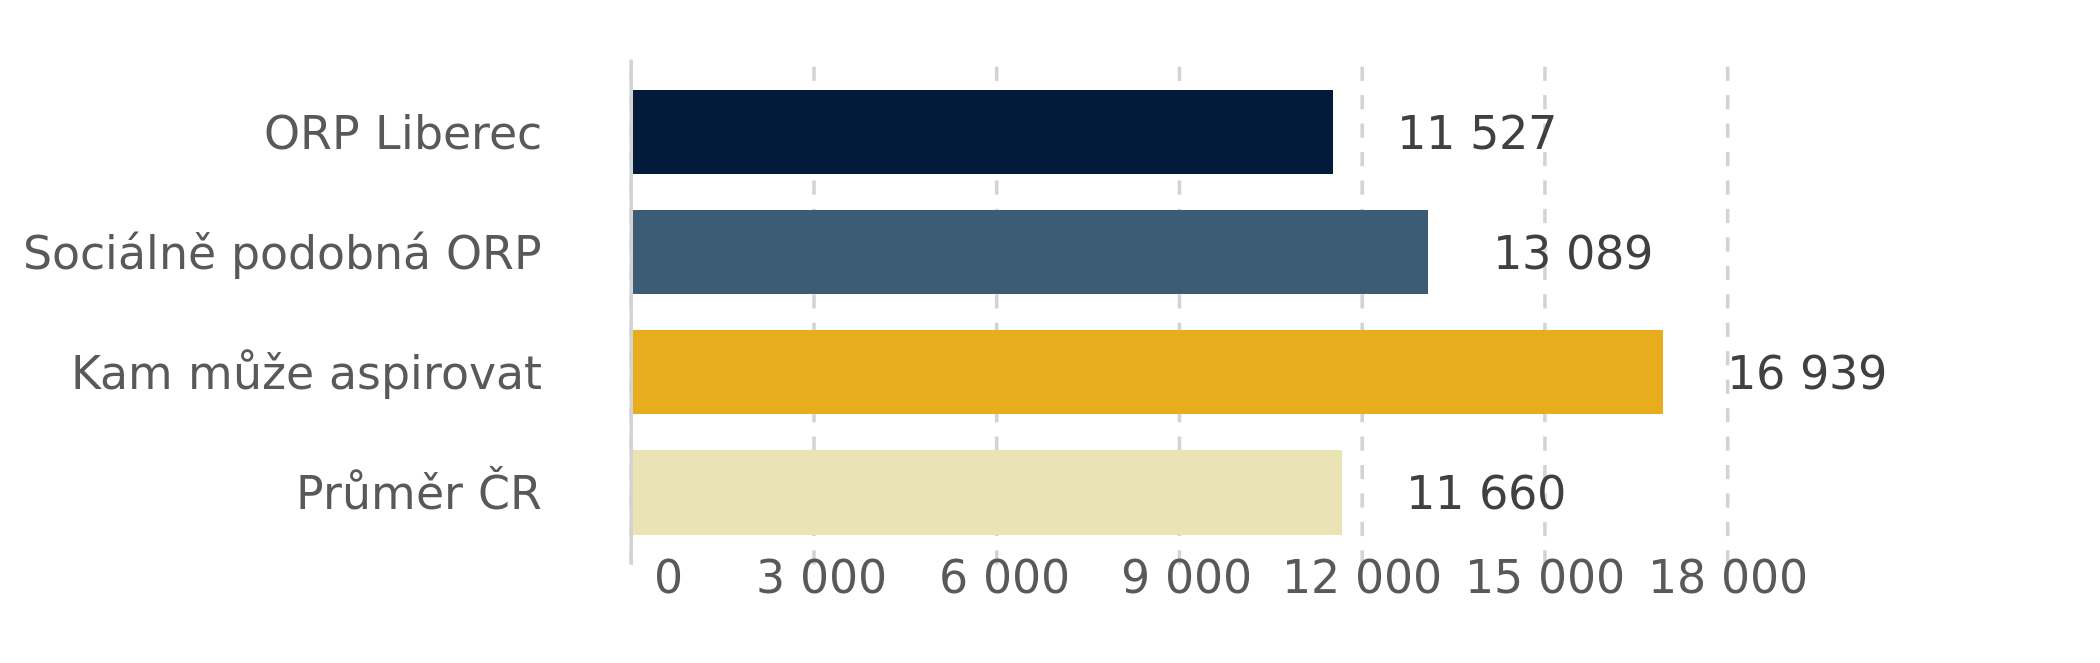 ORP Liberec 11 527
Sociálně podobná ORP 13 089
Kam může aspirovat 16 939
Průměr ČR 11 660
0 3 000 6 000 9 000 12 000 15 000 18 000